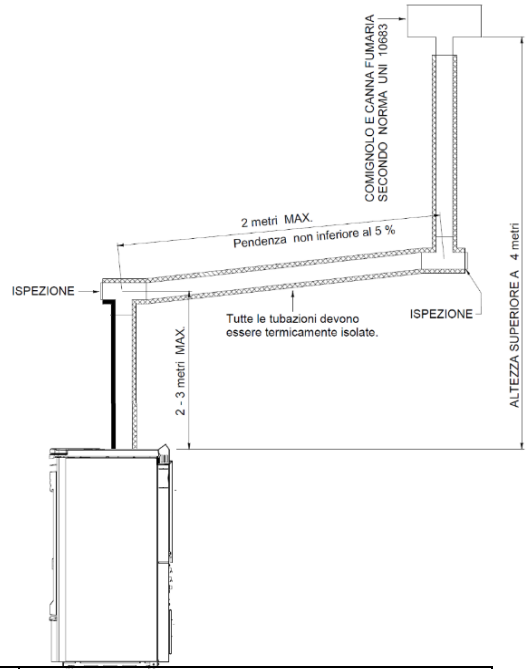 COMIGNOLO E CANNA FUMARIA
SECONDO NORMA UNI 10683
2 metri MAX.
Pendenza non inferiore al 5 %
ISPEZIONE
ISPEZIONE
Tutte le tubazioni devono
essere termicamente isolate.
2 - 3 metri MAX.
ALTEZZA SUPERIORE A 4 metri